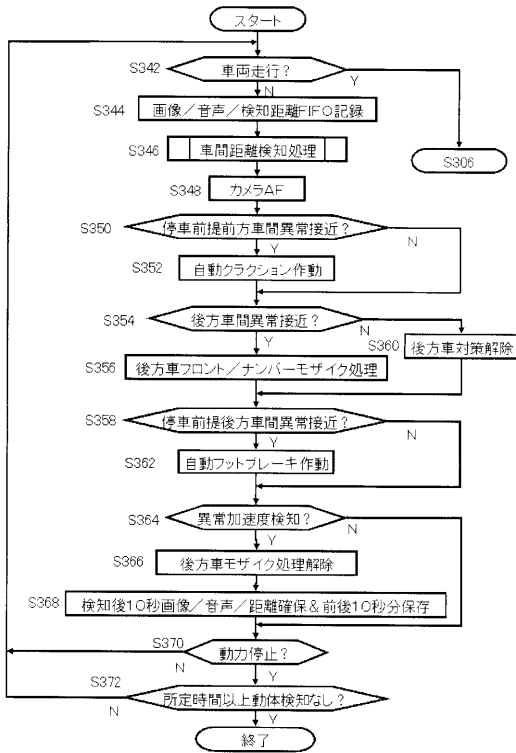 スタート
S342
車両走行?
Y
N
S344
画像/音声/検知距離FIFO記録
S306
S346
車間距離検知処理
S348
カメラAF
S350
停車前提前方車間異常接近?
N
Y
S352
自動クラクション作動
S354
後方車間異常接近?
N
Y
S360
後方車対策解除
S356
後方車フロント/ナンバーモザイク処理
S358
停車前提後方車間異常接近?
N
Y
S362
自動フットブレーキ作動
S364
異常加速度検知?
N
Y
S366
後方車モザイク処理解除
S368
検知後10秒画像/音声/距離確保&前後10秒分保存
S370
動力停止?
N
Y
S372
所定時間以上動体検知なし?
N
Y
終了